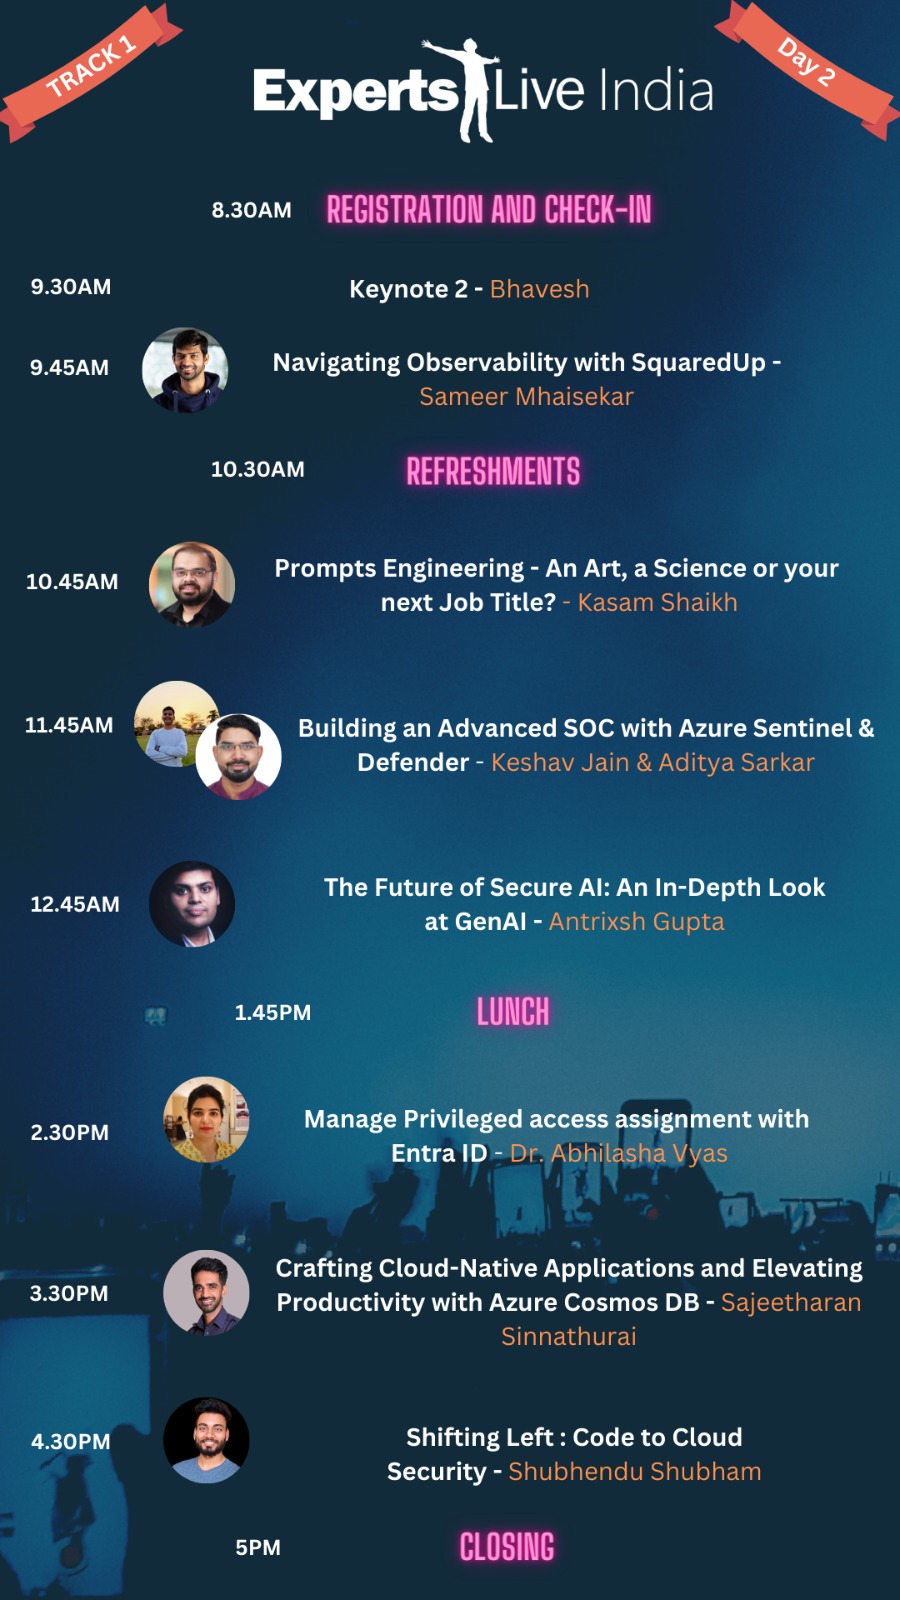 TRACK 1
Day 2
Experts Live India
8.30AM REGISTRATION AND CHECK-IN
9.30AM Keynote 2 - Bhavesh
9.45AM Navigating Observability with SquaredUp -
Sameer Mhaisekar
10.30AM REFRESHMENTS
10.45AM Prompts Engineering - An Art, a Science or your
next Job Title? - Kasam Shaikh
11.45AM Building an Advanced SOC with Azure Sentinel &
Defender - Keshav Jain & Aditya Sarkar
12.45AM The Future of Secure AI: An In-Depth Look
at GenAI - Antrixsh Gupta
1.45PM LUNCH
2.30PM Manage Privileged access assignment with
Entra ID - Dr. Abhilasha Vyas
3.30PM Crafting Cloud-Native Applications and Elevating
Productivity with Azure Cosmos DB - Sajeetharan
Sinnathurai
4.30PM Shifting Left : Code to Cloud
Security - Shubhendu Shubham
5PM CLOSING